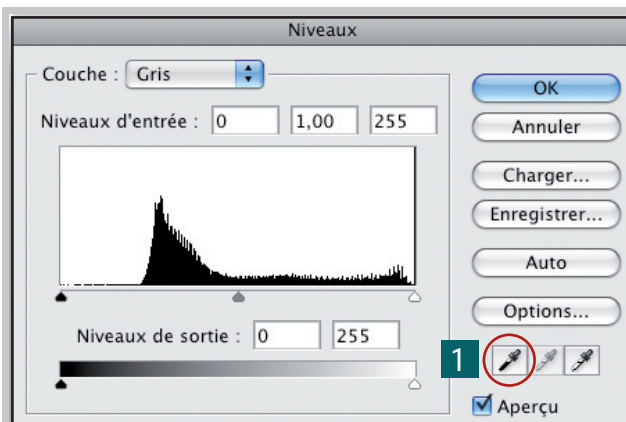 Niveaux
Couche : Gris
Niveaux d'entrée : 0 1,00 255
Niveaux de sortie : 0 255
OK
Annuler
Charger...
Enregistrer...
Auto
Options...
1
Aperçu